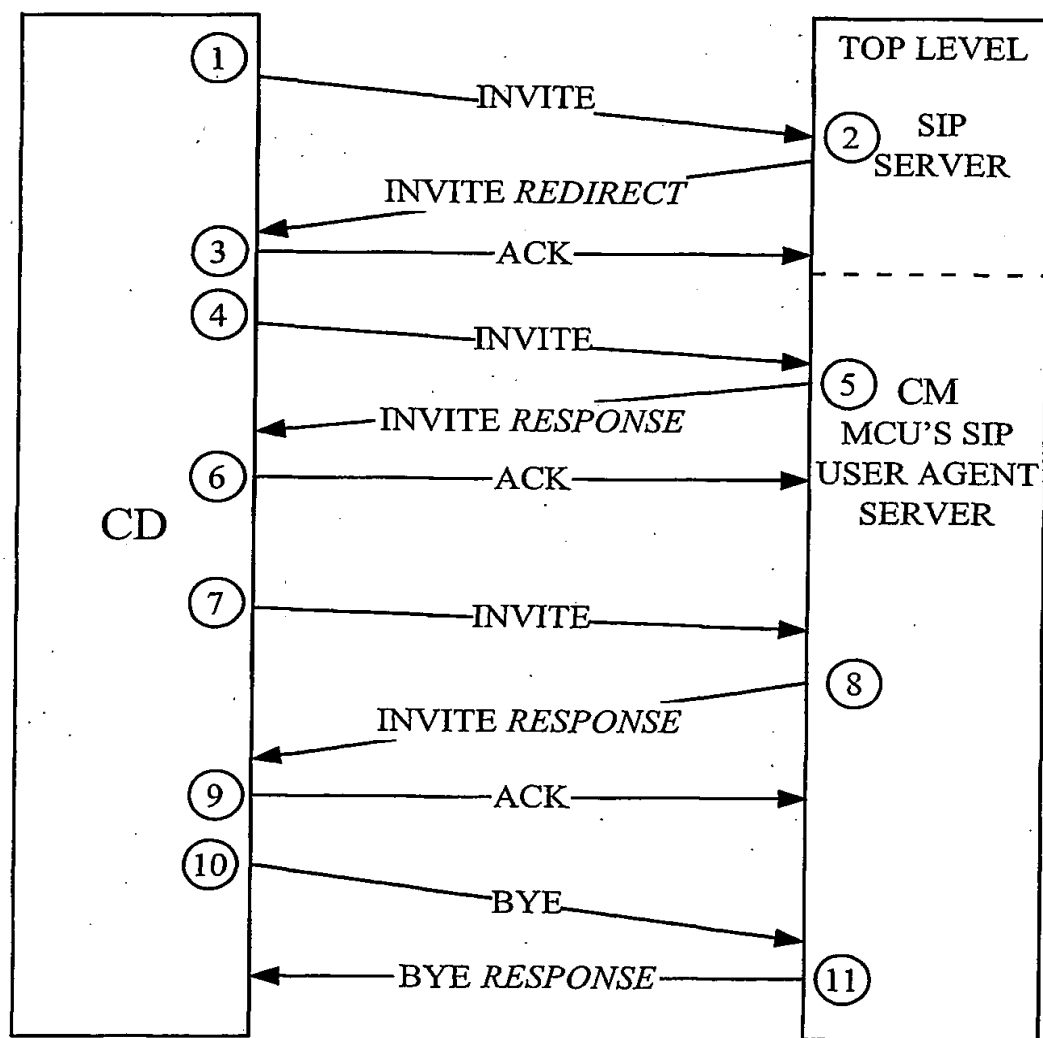 1
TOP LEVEL
INVITE
2
SIP
SERVER
INVITE REDIRECT
3
ACK
4
INVITE
5
CM
INVITE RESPONSE
MCU'S SIP
6
ACK
USER AGENT
SERVER
CD
7
INVITE
8
INVITE RESPONSE
9
ACK
10
BYE
BYE RESPONSE
11